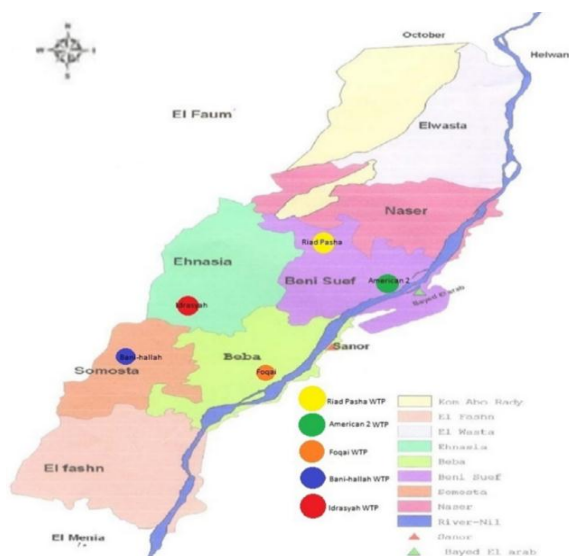 October
Helwan
N
W
E
S
El Faum
Elwasta
Naser
Riad Pasha
Ehnasia
Beni Suef
American 2
Bayed El arab
Idrasyah
Sanor
Bani-hallah
Beba
Somosta
Foqai
Riad Pasha WTP
American 2 WTP
Foqai WTP
Bani-hallah WTP
Idrasyah WTP
Kom Abo Rady
El Fashn
El Wasta
Ehnasia
Beba
Beni Suef
Somosta
Naser
River-Nil
Sanor
Bayed El arab
El fashn
El Menia